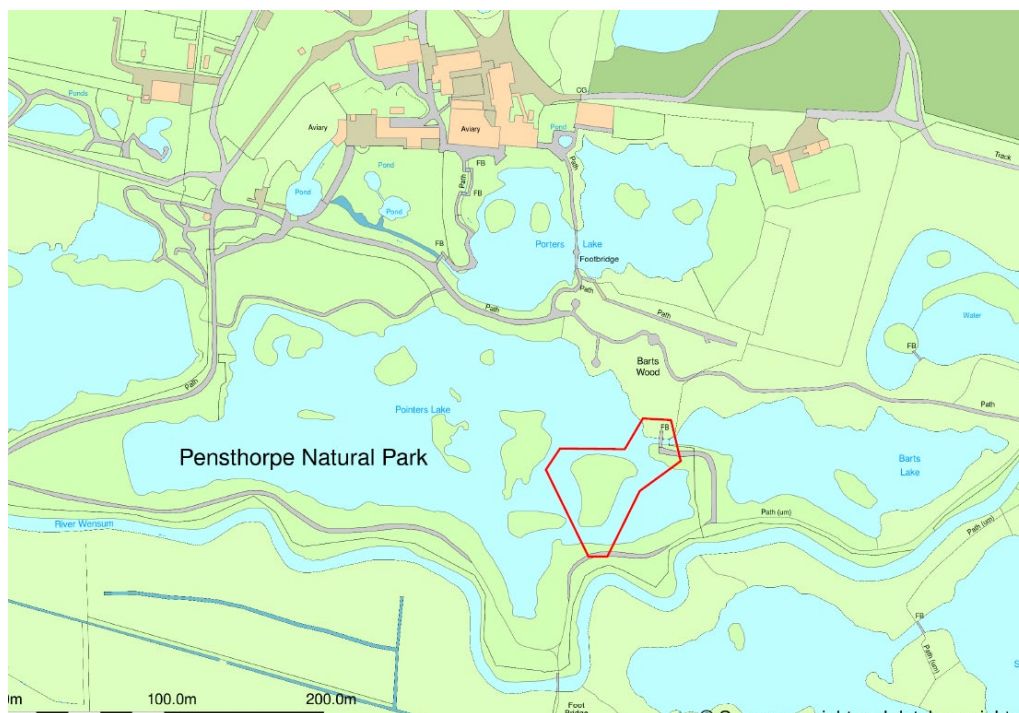 CG
Ponds
Aviary
Aviary
Pond
FB
Path
Path
Track
Pond
FB
Pond
Pond
FB
Porters Lake
Footbridge
Path
Path
Path
Water
FB
Barts
Wood
Path
Path
Pointers Lake
FB
Pensthorpe Natural Park
Barts
Lake
Path (um)
River Wensum
Path (um)
FB
Path (um)
100.0m
200.0m
Foot
Bridge